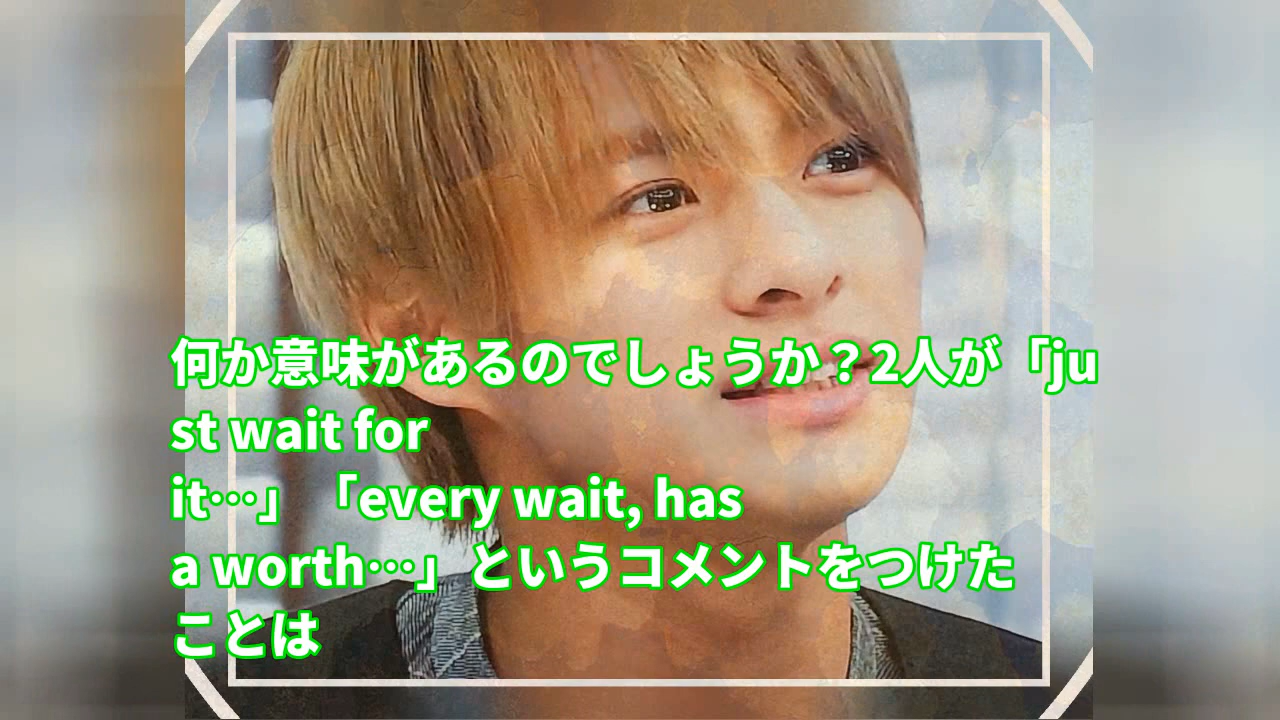 何か意味があるのでしょうか？2人が「ju
st wait for
it…」 「every wait, has
a worth…」というコメントをつけた
ことは